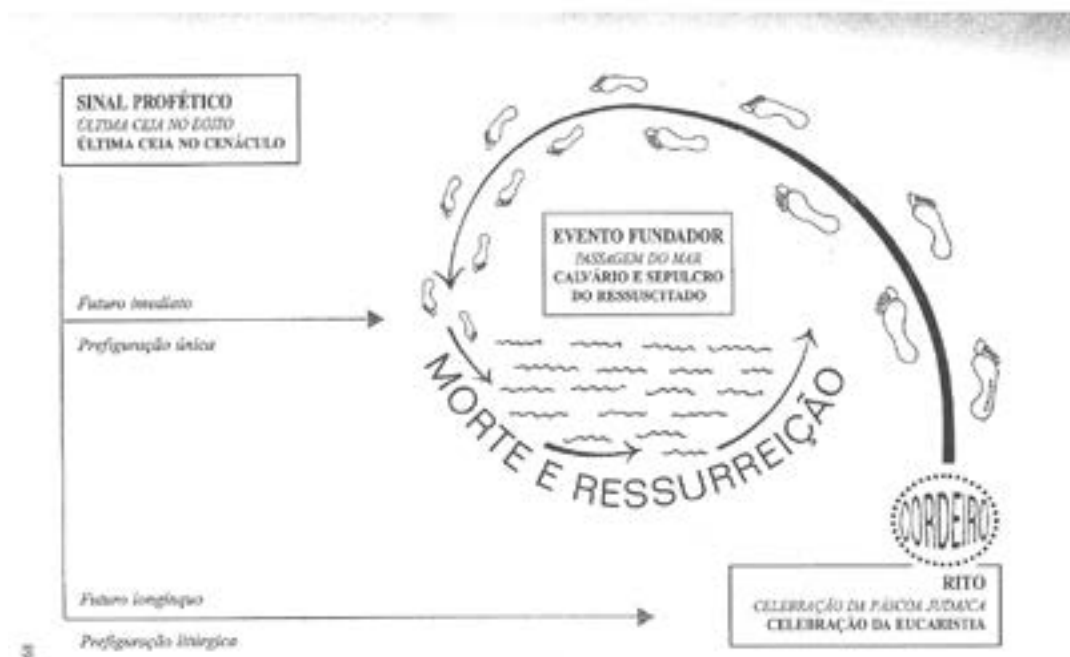 SINAL PROFÉTICO
ÚLTIMA CEIA NO EGITO
ÚLTIMA CEIA NO CENÁCULO
EVENTO FUNDADOR
PASSAGEM DO MAR
CALVÁRIO E SEPULCRO
DO RESSUSCITADO
Futuro imediato
Prefiguração única
MORTE E RESSURREIÇÃO
CORDEIRO
RITO
CELEBRAÇÃO DA PÁSCOA JUDAICA
CELEBRAÇÃO DA EUCARISTIA
Futuro longínquo
Prefiguração litúrgica